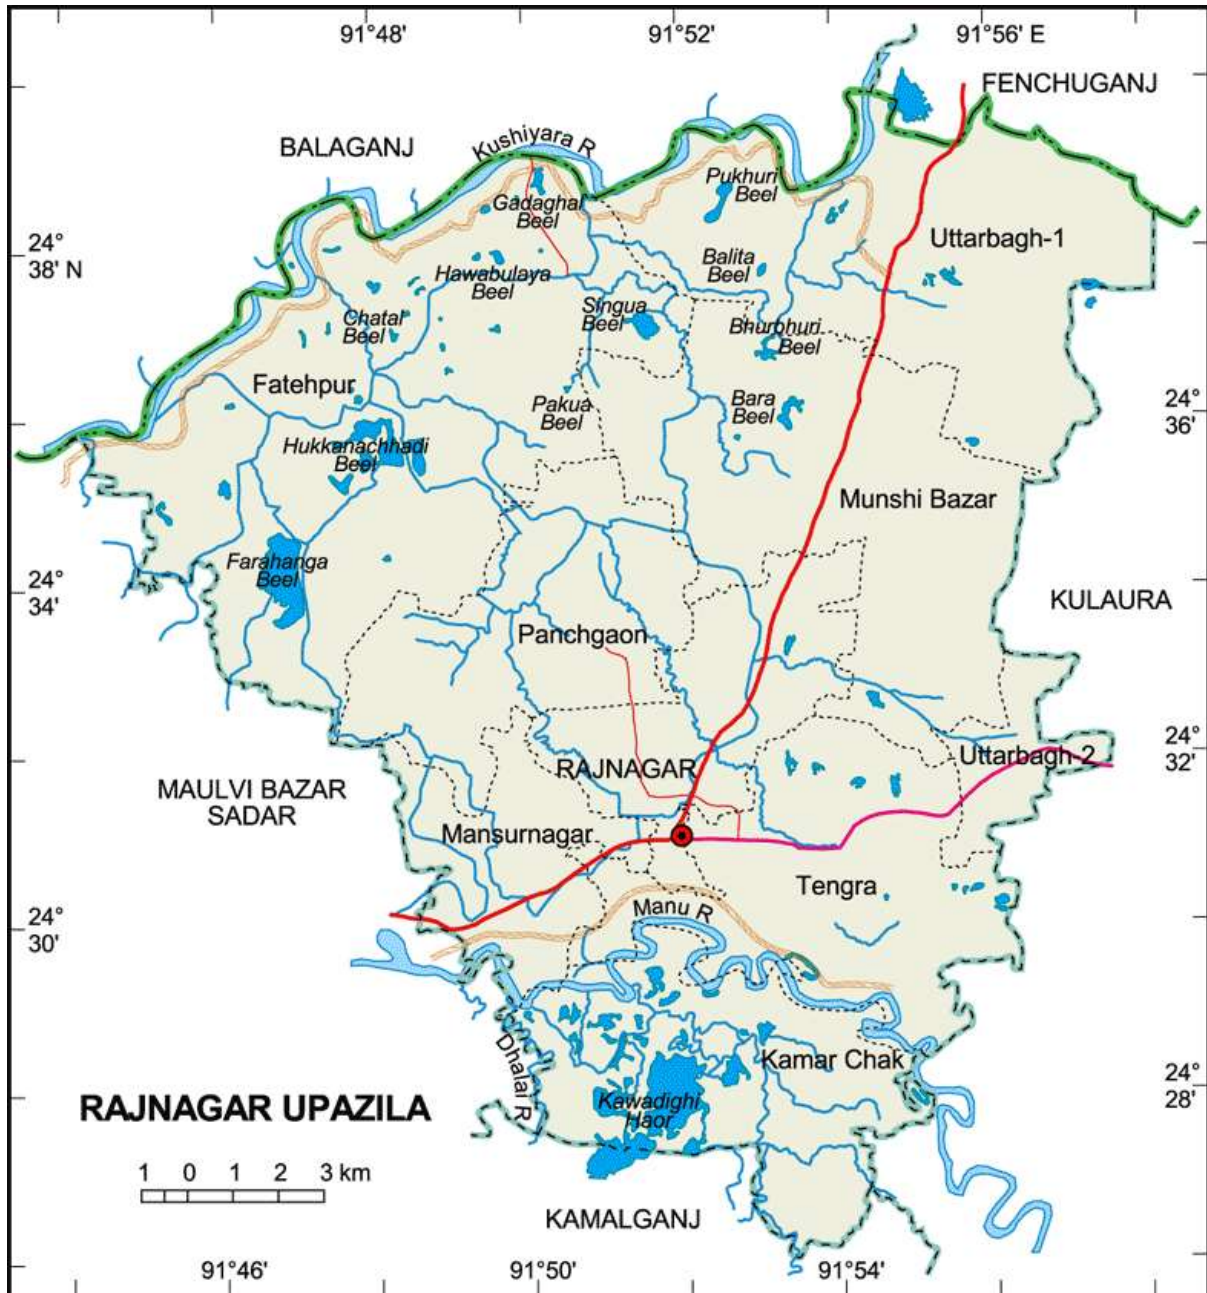 91°48'
91°52'
91°56' E
FENCHUGANJ
BALAGANJ
Kushiyara R
Pukhuri
Beel
Gadaghal
Beel
Uttarbagh-1
24°
38' N
Balita
Beel
Hawabulaya
Beel
Singua
Beel
Chatal
Beel
Bhurbhuri
Beel
Fatehpur
Pakua
Beel
Bara
Beel
24°
36'
Hukkanachhadi
Beel
Munshi Bazar
Farahanga
Beel
24°
34'
KULAURA
Panchgaon
24°
32'
Uttarbagh-2
RAJNAGAR
MAULVI BAZAR
SADAR
Mansurnagar
Tengra
Manu R
24°
30'
Dhalai R
Kamar Chak
24°
28'
Kawadighi
Haor
RAJNAGAR UPAZILA
1 0 1 2 3 km
KAMALGANJ
91°46'
91°50'
91°54'